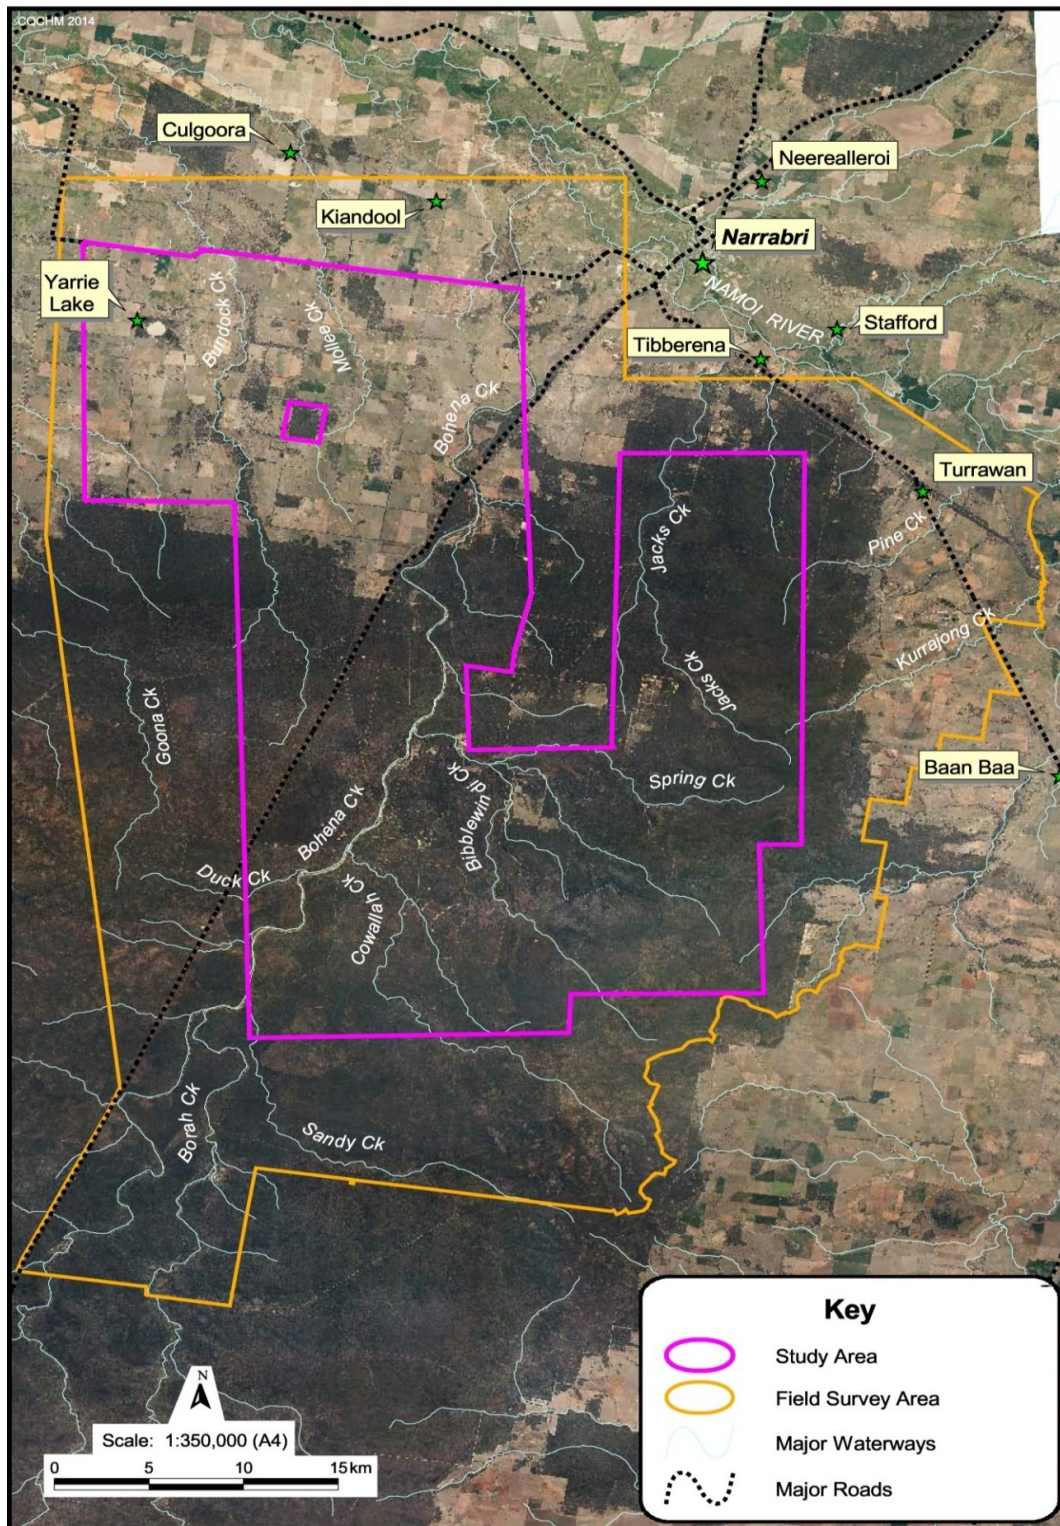 CQCHM 2014
Culgoora
Neerealleroi
Kiandool
Narrabri
Yarrie
Lake
Bundock Ck
Mollee Ck
NAMOI RIVER
Stafford
Tibberena
Bohena Ck
Turrawan
Pine Ck
Jacks Ck
Kurrajong Ck
Jacks Ck
Goona Ck
Baan Baa
Spring Ck
Bibblewin di Ck
Bohena Ck
Duck Ck
Cowallah Ck
Borah Ck
Sandy Ck
Key
Study Area
Field Survey Area
Major Waterways
Major Roads
N
Scale: 1:350,000 (A4)
0 5 10 15km